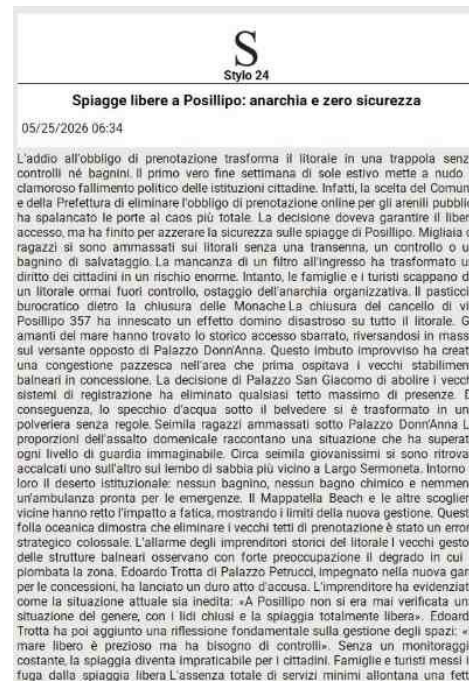 S
Stylo 24
Spiagge libere a Posillipo: anarchia e zero sicurezza
05/25/2026 06:34
L'addio all'obbligo di prenotazione trasforma il litorale in una trappola senz
controlli né bagnini. Il primo vero fine settimana di sole estivo mette a nudo
clamoroso fallimento politico delle istituzioni cittadine. Infatti, la scelta del Comun
e della Prefettura di eliminare l'obbligo di prenotazione online per gli arenili pubblic
ha spalancato le porte al caos più totale. La decisione doveva garantire il liber
accesso, ma ha finito per azzerare la sicurezza sulle spiagge di Posillipo. Migliaia d
ragazzi si sono ammassati sui litorali senza una transenna, un controllo o u
bagnino di salvataggio. La mancanza di un filtro all'ingresso ha trasformato u
diritto dei cittadini in un rischio enorme. Intanto, le famiglie e i turisti scappano d
un litorale ormai fuori controllo, ostaggio dell'anarchia organizzativa. Il pasticci
burocratico dietro la chiusura delle Monache La chiusura del cancello di vi
Posillipo 357 ha innescato un effetto domino disastroso su tutto il litorale. G
amanti del mare hanno trovato lo storico accesso sbarrato, riversandosi in mass
sul versante opposto di Palazzo Donn'Anna. Questo imbuto improvviso ha creat
una congestione pazzesca nell'area che prima ospitava i vecchi stabilimen
balneari in concessione. La decisione di Palazzo San Giacomo di abolire i vecch
sistemi di registrazione ha eliminato qualsiasi tetto massimo di presenze. D
conseguenza, lo specchio d'acqua sotto il belvedere si è trasformato in un
polveriera senza regole. Seimila ragazzi ammassati sotto Palazzo Donn'Anna L
proporzioni dell'assalto domenicale raccontano una situazione che ha superat
ogni livello di guardia immaginabile. Circa seimila giovanissimi si sono ritrova
accalcati uno sull'altro sul lembo di sabbia più vicino a Largo Sermoneta. Intorno
loro il deserto istituzionale: nessun bagnino, nessun bagno chimico e nemmen
un'ambulanza pronta per le emergenze. Il Mappatella Beach e le altre scoglier
vicine hanno retto l'impatto a fatica, mostrando i limiti della nuova gestione. Quest
folla oceanica dimostra che eliminare i vecchi tetti di prenotazione è stato un error
strategico colossale. L'allarme degli imprenditori storici del litorale I vecchi gesto
delle strutture balneari osservano con forte preoccupazione il degrado in cui
piombata la zona. Edoardo Trotta di Palazzo Petrucci, impegnato nella nuova gar
per le concessioni, ha lanciato un duro atto d'accusa. L'imprenditore ha evidenziat
come la situazione attuale sia inedita: «A Posillipo non si era mai verificata un
situazione del genere, con i lidi chiusi e la spiaggia totalmente libera». Edoard
Trotta ha poi aggiunto una riflessione fondamentale sulla gestione degli spazi: «
mare libero è prezioso ma ha bisogno di controlli». Senza un monitoraggi
costante, la spiaggia diventa impraticabile per i cittadini. Famiglie e turisti messi i
fuga dalla spiaggia libera L'assenza totale di servizi minimi allontana una fett